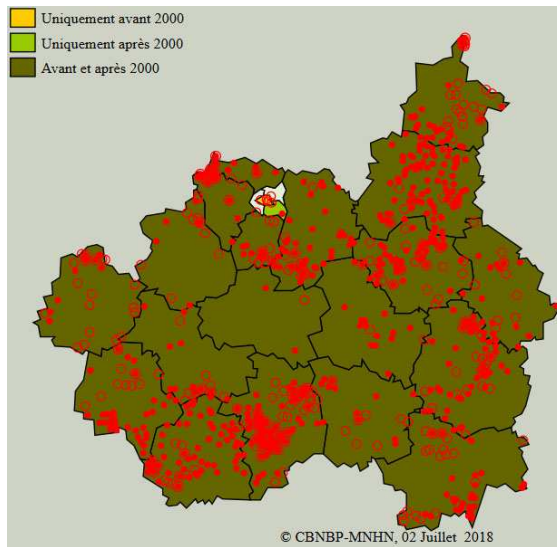 Uniquement avant 2000
Uniquement après 2000
Avant et après 2000
© CBNBP-MNHN, 02 Juillet 2018